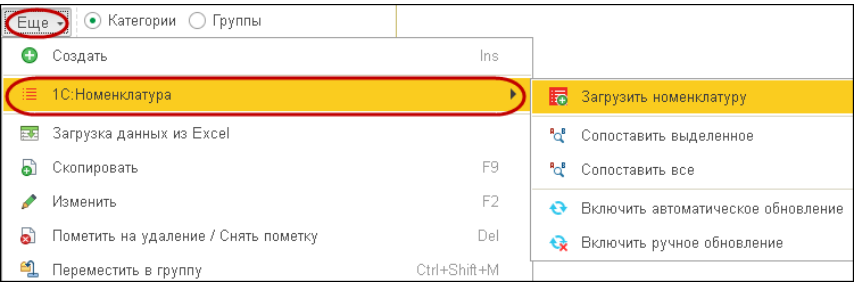 Еще Категории Группы
Создать Ins
1С:Номенклатура Загрузить номенклатуру
Загрузка данных из Excel Сопоставить выделенное
Скопировать F9 Сопоставить все
Изменить F2 Включить автоматическое обновление
Пометить на удаление / Снять пометку Del Включить ручное обновление
Переместить в группу Ctrl+Shift+M